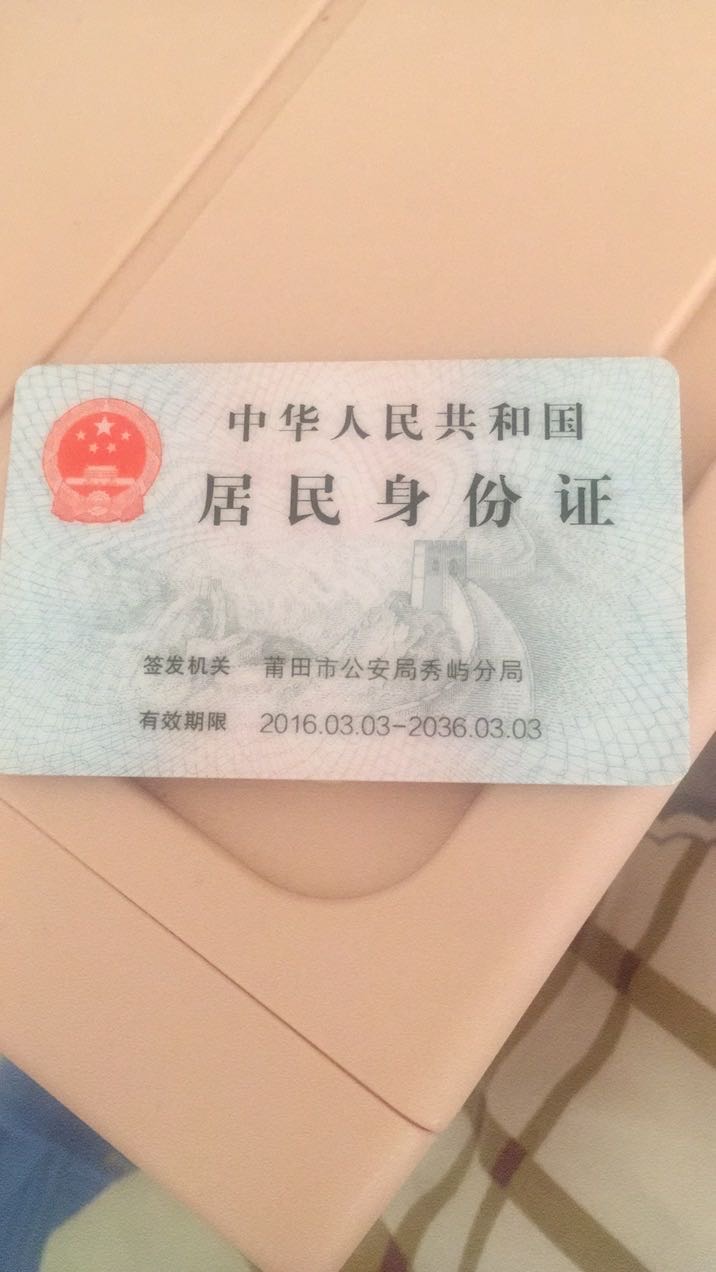 中华人民共和国
居民身份证
签发机关 莆田市公安局秀屿分局
有效期限 2016.03.03-2036.03.03